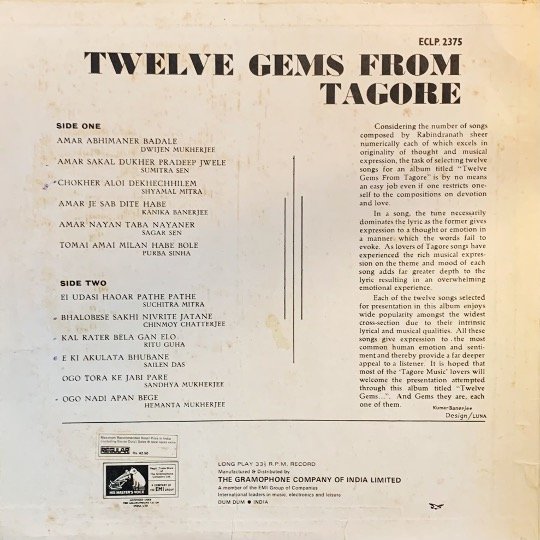 ECLP 2375
TWELVE GEMS FROM
TAGORE
SIDE ONE
AMAR ABHIMANER BADALE
DWIJEN MUKHERJEE
AMAR SAKAL DUKHER PRADEEP JWELE
SUMITRA SEN
CHOKHER ALOI DEKHECHHILEM
SHYAMAL MITRA
AMAR JE SAB DITE HABE
KANIKA BANERJEE
AMAR NAYAN TABA NAYANER
SAGAR SEN
TOMAI AMAI MILAN HABE BOLE
PURBA SINHA
SIDE TWO
EI UDASI HAOAR PATHE PATHE
SUCHITRA MITRA
BHALOBESE SAKHI NIVRITE JATANE
CHINMOY CHATTERJEE
KAL RATER BELA GAN ELO
RITU GUHA
E KI AKULATA BHUBANE
SAILEN DAS
OGO TORA KE JABI PARE
SANDHYA MUKHERJEE
OGO NADI APAN BEGE
HEMANTA MUKHERJEE
Considering the number of songs
composed by Rabindranath sheer
numerically each of which excels in
originality of thought and musical
expression, the task of selecting twelve
songs for an album titled "Twelve
Gems From Tagore" is by no means
an easy job even if one restricts one-
self to the compositions on devotion
and love.
In a song, the tune necessarily
dominates the lyric as the former gives
expression to a thought or emotion in
a manner which the words fail to
evoke. As lovers of Tagore songs have
experienced the rich musical expres-
sion on the theme and mood of each
song adds far greater depth to the
lyric resulting in an overwhelming
emotional experience.
Each of the twelve songs selected
for presentation in this album enjoys
wide popularity amongst the widest
cross-section due to their intrinsic
lyrical and musical qualities. All these
songs give expression to the most
common human emotion and senti-
ment and thereby provide a far deeper
appeal to a listener. It is hoped that
most of the 'Tagore Music' lovers will
welcome the presentation attempted
through this album titled "Twelve
Gems...". And Gems they are, each
one of them.
Kumar Banerjee
Design/LUNA
REGULAR
Rs. 42.50
HIS MASTER'S VOICE
EMI
LONG PLAY 33⅓ R.P.M. RECORD
Manufactured & Distributed by
THE GRAMOPHONE COMPANY OF INDIA LIMITED
A member of the EMI Group of Companies
International leaders in music, electronics and leisure
DUM DUM • INDIA